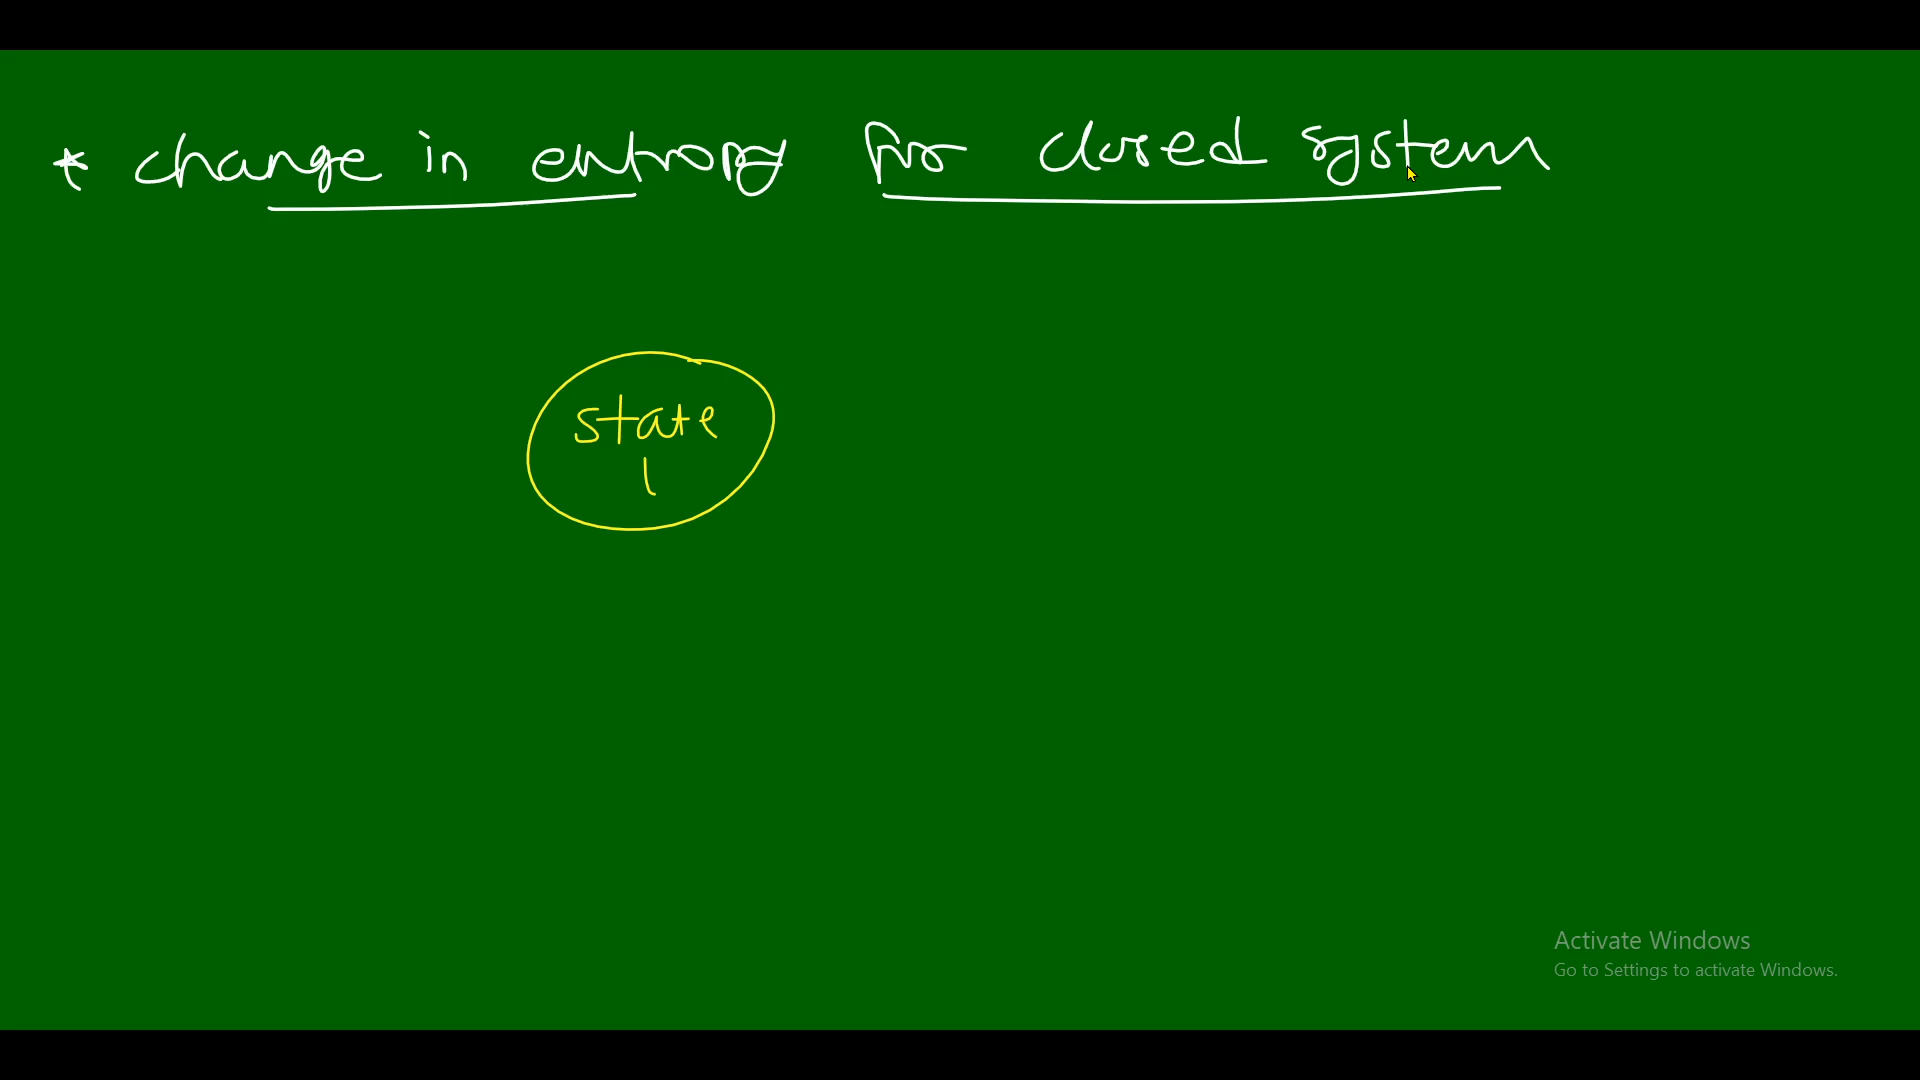 * change in entropy for closed system
state
1
Activate Windows
Go to Settings to activate Windows.